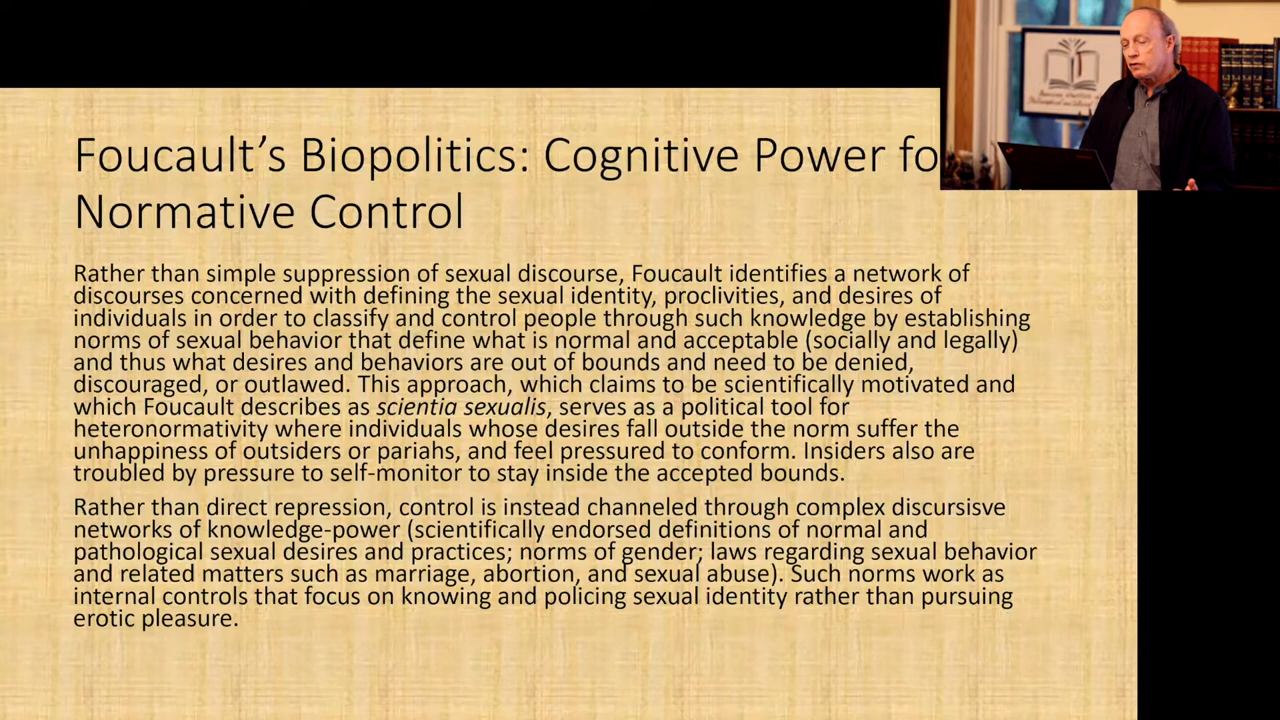 Foucault's Biopolitics: Cognitive Power fo
Normative Control
Rather than simple suppression of sexual discourse, Foucault identifies a network of
discourses concerned with defining the sexual identity, proclivities, and desires of
individuals in order to classify and control people through such knowledge by establishing
norms of sexual behavior that define what is normal and acceptable (socially and legally)
and thus what desires and behaviors are out of bounds and need to be denied,
discouraged, or outlawed. This approach, which claims to be scientifically motivated and
which Foucault describes as scientia sexualis, serves as a political tool for
heteronormativity where individuals whose desires fall outside the norm suffer the
unhappiness of outsiders or pariahs, and feel pressured to conform. Insiders also are
troubled by pressure to self-monitor to stay inside the accepted bounds.
Rather than direct repression, control is instead channeled through complex discursisve
networks of knowledge-power (scientifically endorsed definitions of normal and
pathological sexual desires and practices; norms of gender; laws regarding sexual behavior
and related matters such as marriage, abortion, and sexual abuse). Such norms work as
internal controls that focus on knowing and policing sexual identity rather than pursuing
erotic pleasure.